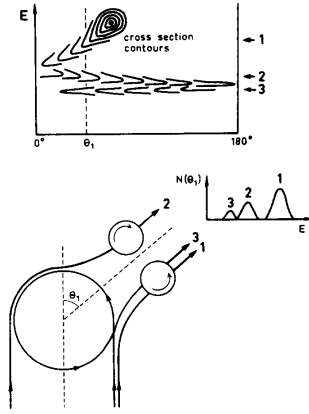 E
cross section
contours
1
2
3
0° θ₁ 180°
N(θ₁)
3 2 1
E
2
3
1
θ₁